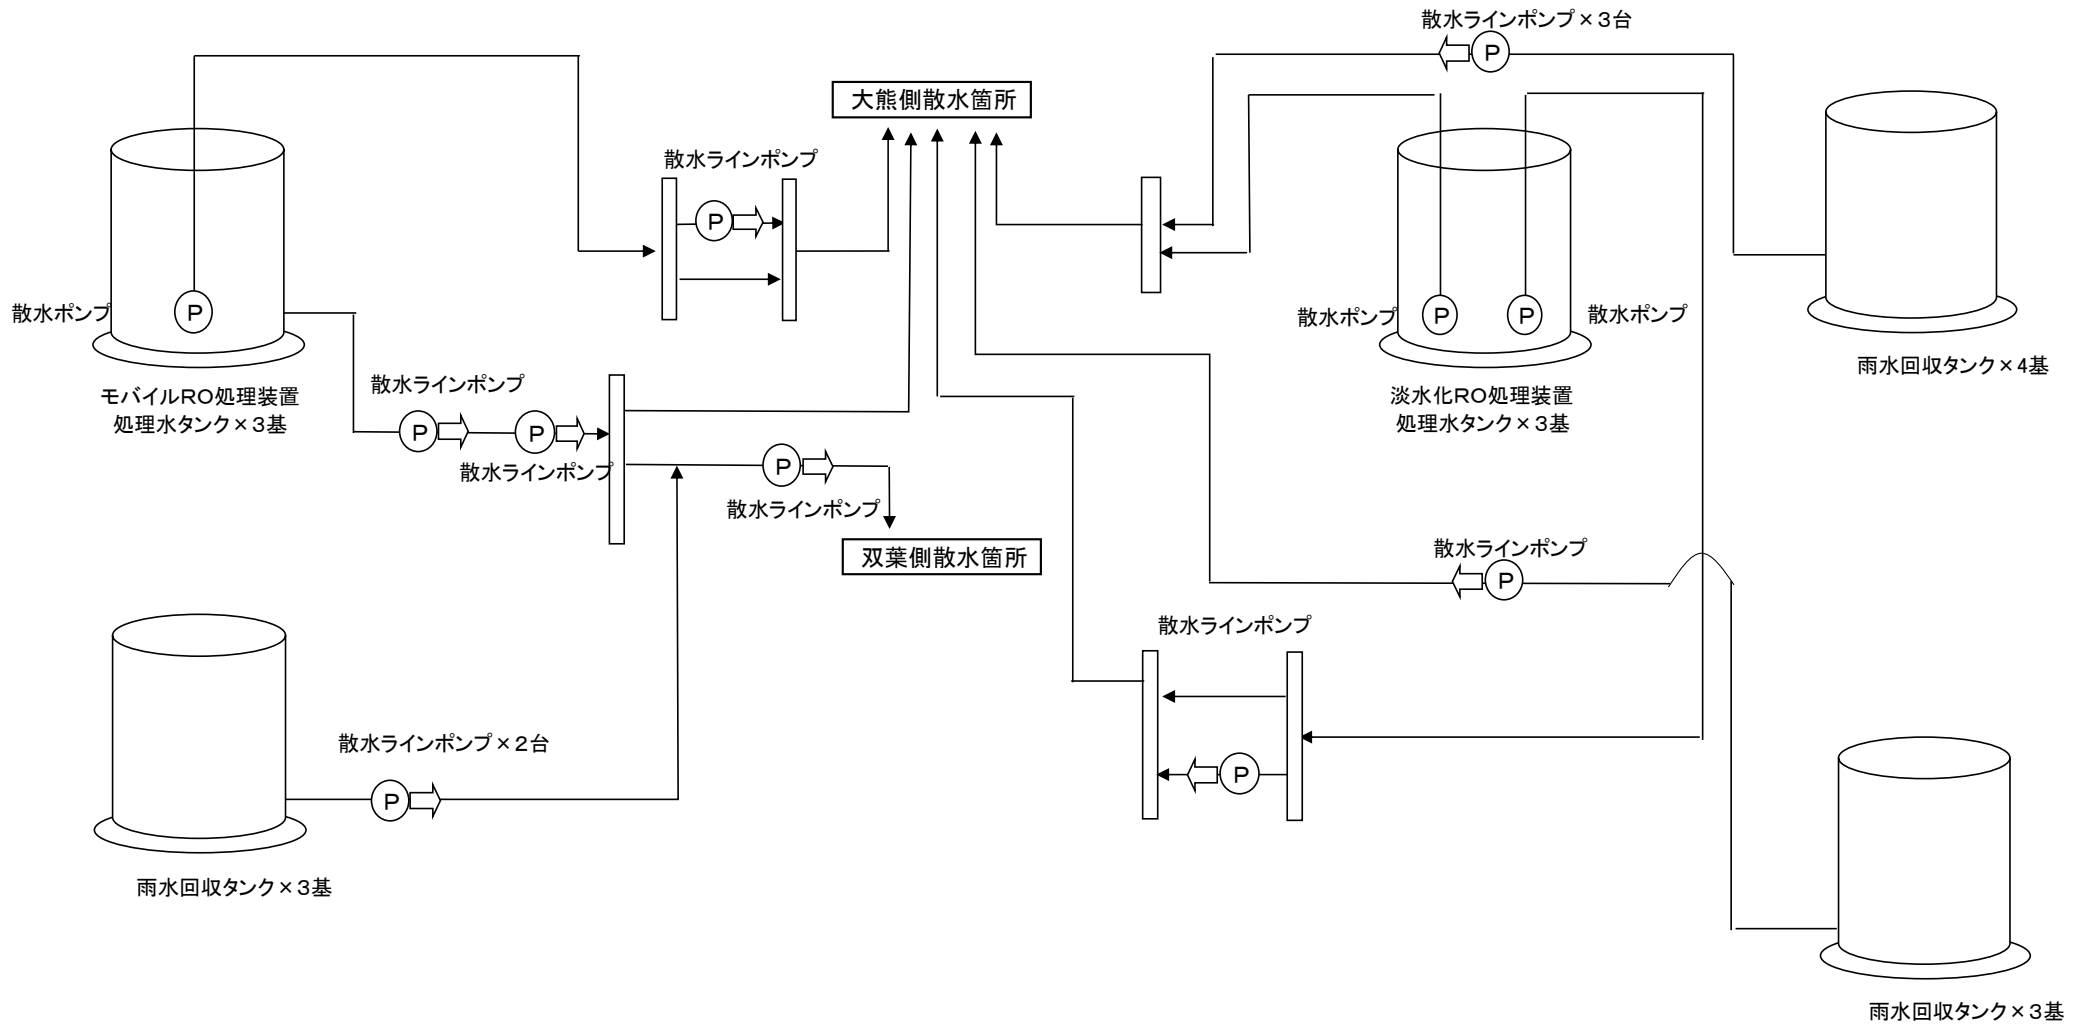 散水ラインポンプ×3台
大熊側散水箇所
散水ラインポンプ
P
P
P
散水ポンプ
P
散水ポンプ
P
P
散水ポンプ
雨水回収タンク×4基
モバイルRO処理装置
処理水タンク×3基
散水ラインポンプ
P
P
散水ラインポンプ
淡水化RO処理装置
処理水タンク×3基
P
散水ラインポンプ
双葉側散水箇所
散水ラインポンプ
P
散水ラインポンプ
P
散水ラインポンプ×2台
P
雨水回収タンク×3基
雨水回収タンク×3基